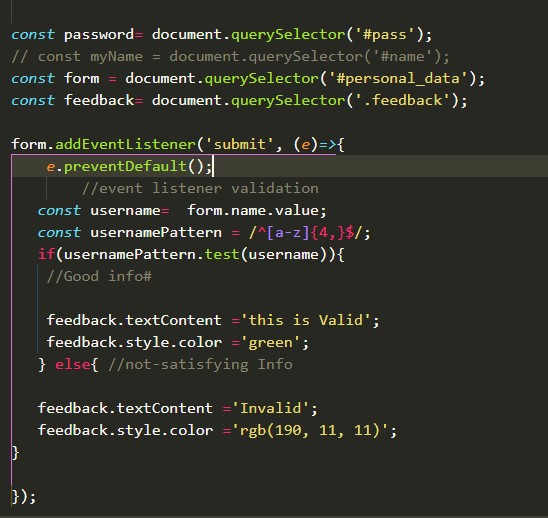 const password= document.querySelector('#pass');
// const myName = document.querySelector('#name');
const form = document.querySelector('#personal_data');
const feedback= document.querySelector('.feedback');
form.addEventListener('submit', (e)=>{
e.preventDefault();
//event listener validation
const username=  form.name.value;
const usernamePattern = /^[a-z]{4,}$/;
if(usernamePattern.test(username)){
//Good info#
feedback.textContent ='this is Valid';
feedback.style.color ='green';
} else{ //not-satisfying Info
feedback.textContent ='Invalid';
feedback.style.color ='rgb(190, 11, 11)';
}
});